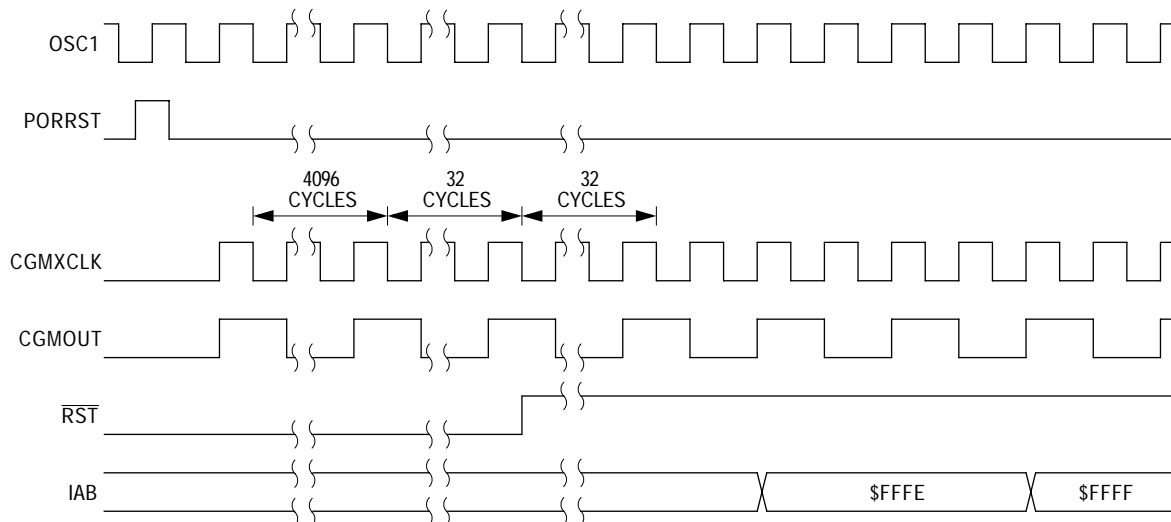 OSC1
PORRST
4096
CYCLES
32
CYCLES
32
CYCLES
CGMXCLK
CGMOUT
RST
IAB
$FFFE
$FFFF